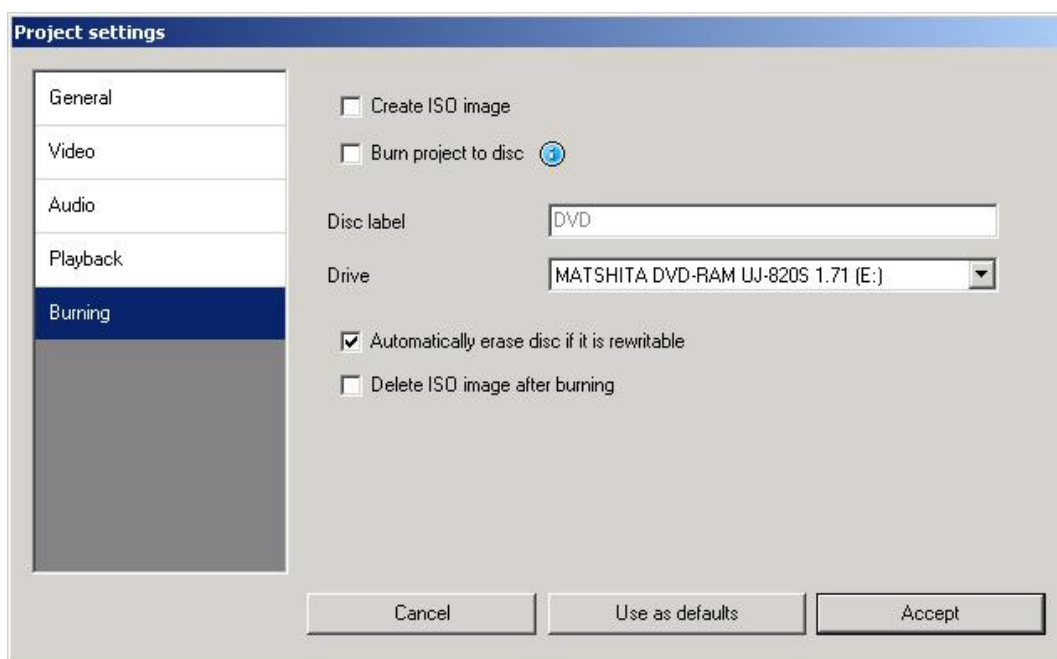 Project settings
General
Video
Audio
Playback
Burning
Create ISO image
Burn project to disc
Disc label
DVD
Drive
MATSHITA DVD-RAM UJ-820S 1.71 (E:)
Automatically erase disc if it is rewritable
Delete ISO image after burning
Cancel
Use as defaults
Accept